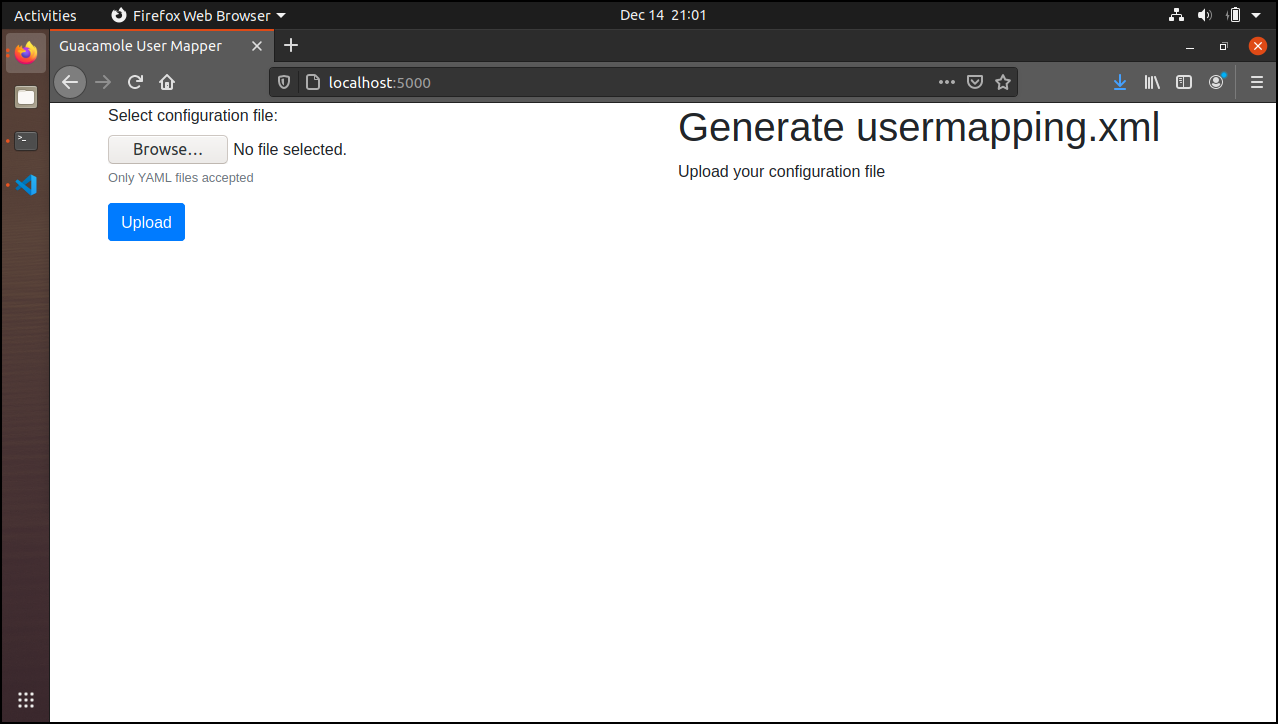 Activities
Firefox Web Browser
Dec 14 21:01
Guacamole User Mapper
localhost:5000
Select configuration file:
Browse...
No file selected.
Only YAML files accepted
Upload
Generate usermapping.xml
Upload your configuration file